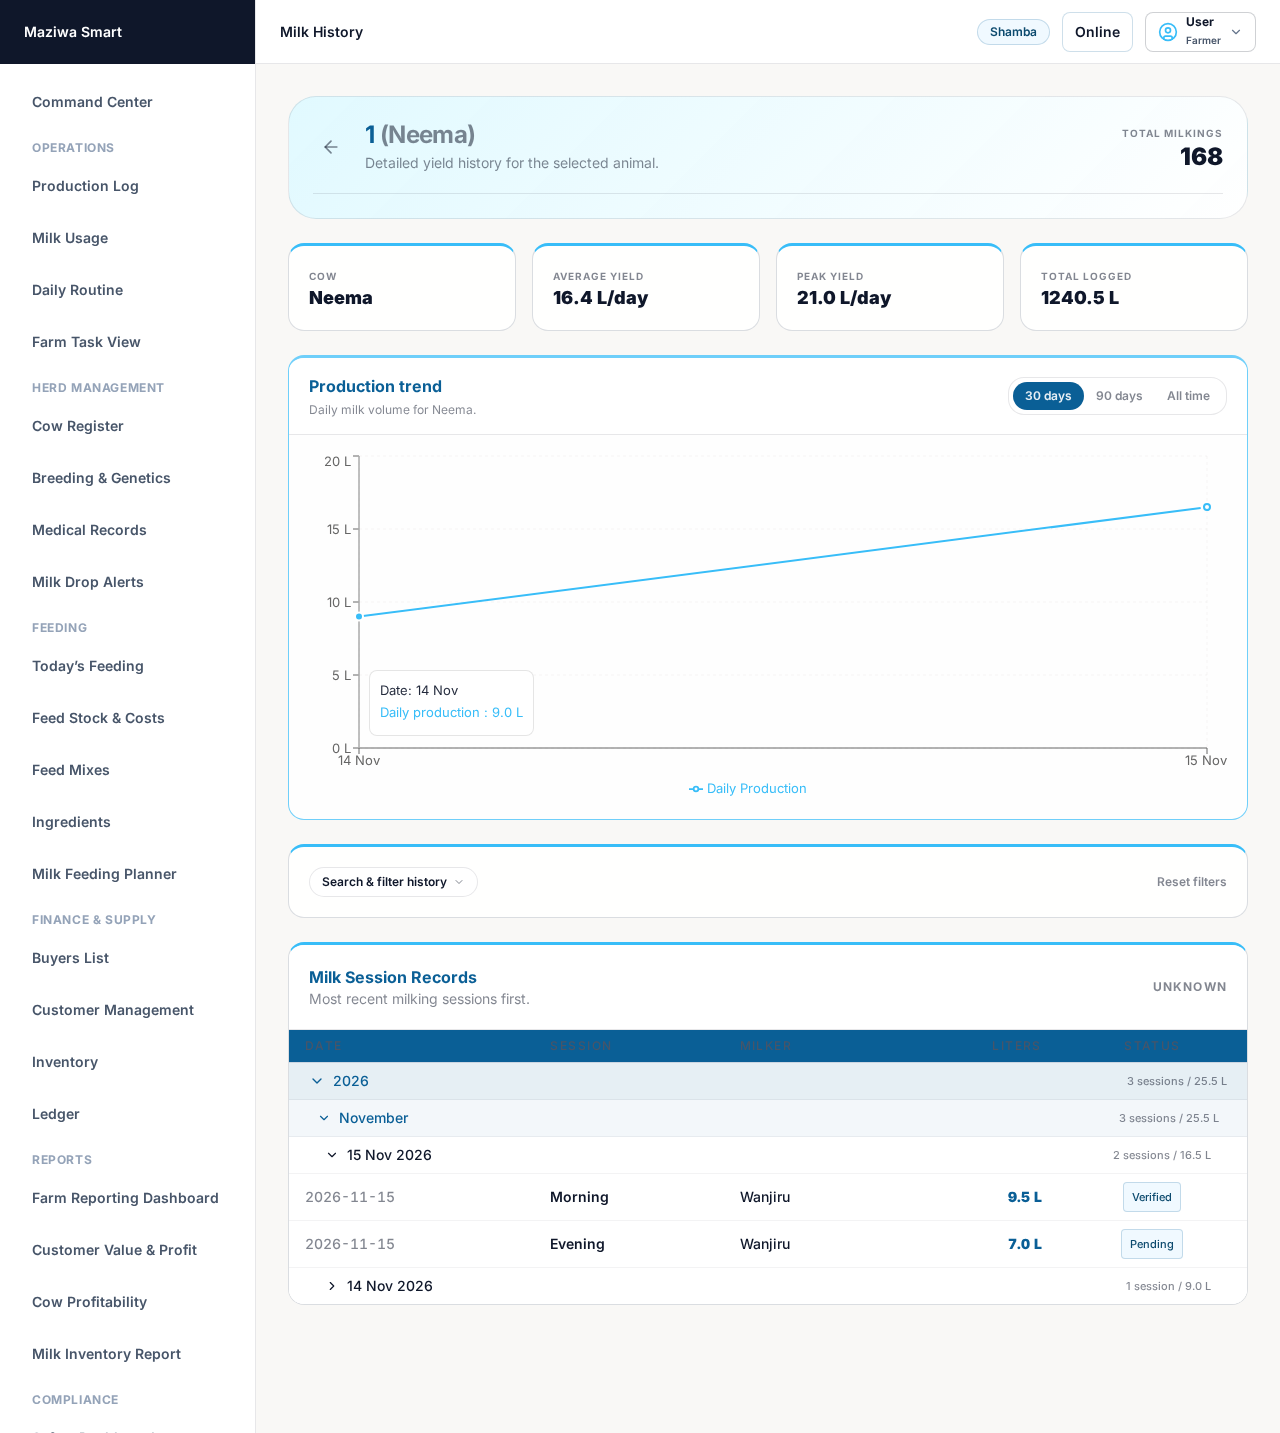 Maziwa Smart
Milk History
Shamba
Online
User
Farmer
Command Center
OPERATIONS
Production Log
Milk Usage
Daily Routine
Farm Task View
HERD MANAGEMENT
Cow Register
Breeding & Genetics
Medical Records
Milk Drop Alerts
FEEDING
Today’s Feeding
Feed Stock & Costs
Feed Mixes
Ingredients
Milk Feeding Planner
FINANCE & SUPPLY
Buyers List
Customer Management
Inventory
Ledger
REPORTS
Farm Reporting Dashboard
Customer Value & Profit
Cow Profitability
Milk Inventory Report
COMPLIANCE
1 (Neema)
Detailed yield history for the selected animal.
TOTAL MILKINGS
168
COW
Neema
AVERAGE YIELD
16.4 L/day
PEAK YIELD
21.0 L/day
TOTAL LOGGED
1240.5 L
Production trend
Daily milk volume for Neema.
30 days
90 days
All time
20 L
15 L
10 L
5 L
0 L
Date: 14 Nov
Daily production : 9.0 L
14 Nov
15 Nov
Daily Production
Search & filter history
Reset filters
Milk Session Records
Most recent milking sessions first.
UNKNOWN
DATE SESSION MILKER LITERS STATUS
2026 3 sessions / 25.5 L
November 3 sessions / 25.5 L
15 Nov 2026 2 sessions / 16.5 L
2026-11-15 Morning Wanjiru 9.5 L Verified
2026-11-15 Evening Wanjiru 7.0 L Pending
14 Nov 2026 1 session / 9.0 L